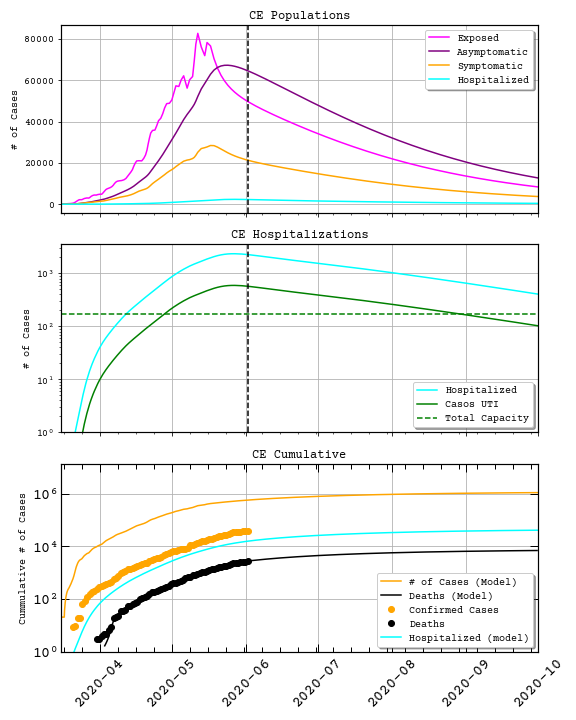 CE Populations
# of Cases
80000
60000
40000
20000
0
Exposed
Asymptomatic
Symptomatic
Hospitalized
CE Hospitalizations
# of Cases
10³
10²
10¹
10⁰
Hospitalized
Casos UTI
Total Capacity
CE Cumulative
Cummulative # of Cases
10⁶
10⁴
10²
10⁰
# of Cases (Model)
Deaths (Model)
Confirmed Cases
Deaths
Hospitalized (model)
2020-04
2020-05
2020-06
2020-07
2020-08
2020-09
2020-10